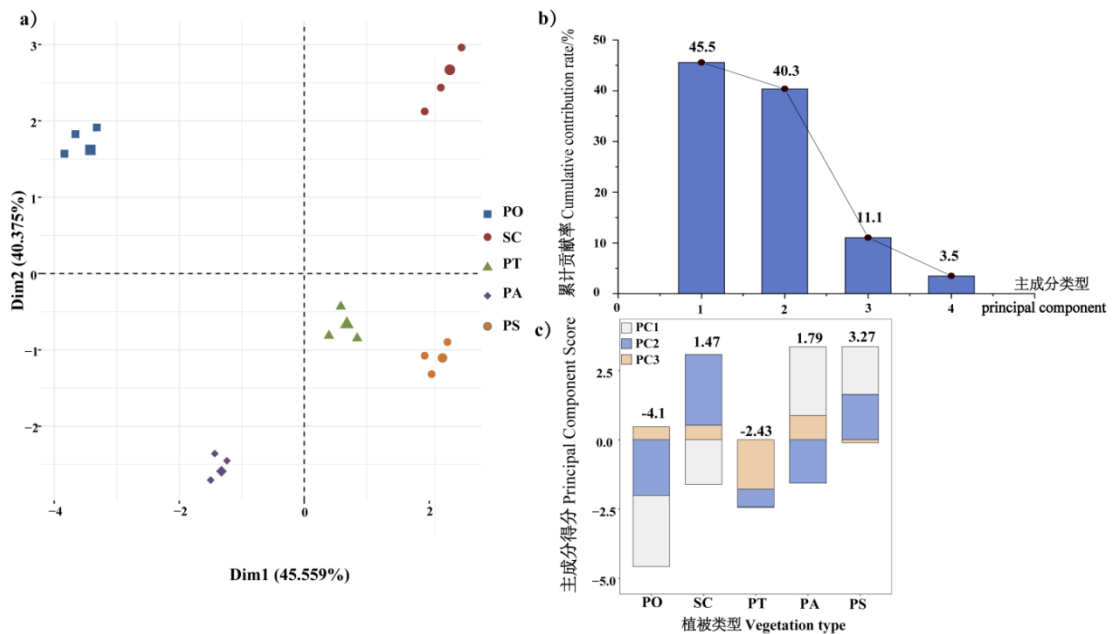 a)
3
2
1
0
−1
−2
−4
−2
0
2
Dim2 (40.375%)
Dim1 (45.559%)
PO
SC
PT
PA
PS
b)
累计贡献率 Cumulative contribution rate/%
50
40
30
20
10
0
45.5
40.3
11.1
3.5
0
1
2
3
4
主成分类型
principal component
c)
主成分得分 Principal Component Score
PC1
PC2
PC3
2.5
0.0
−2.5
−5.0
-4.1
1.47
-2.43
1.79
3.27
PO
SC
PT
PA
PS
植被类型 Vegetation type